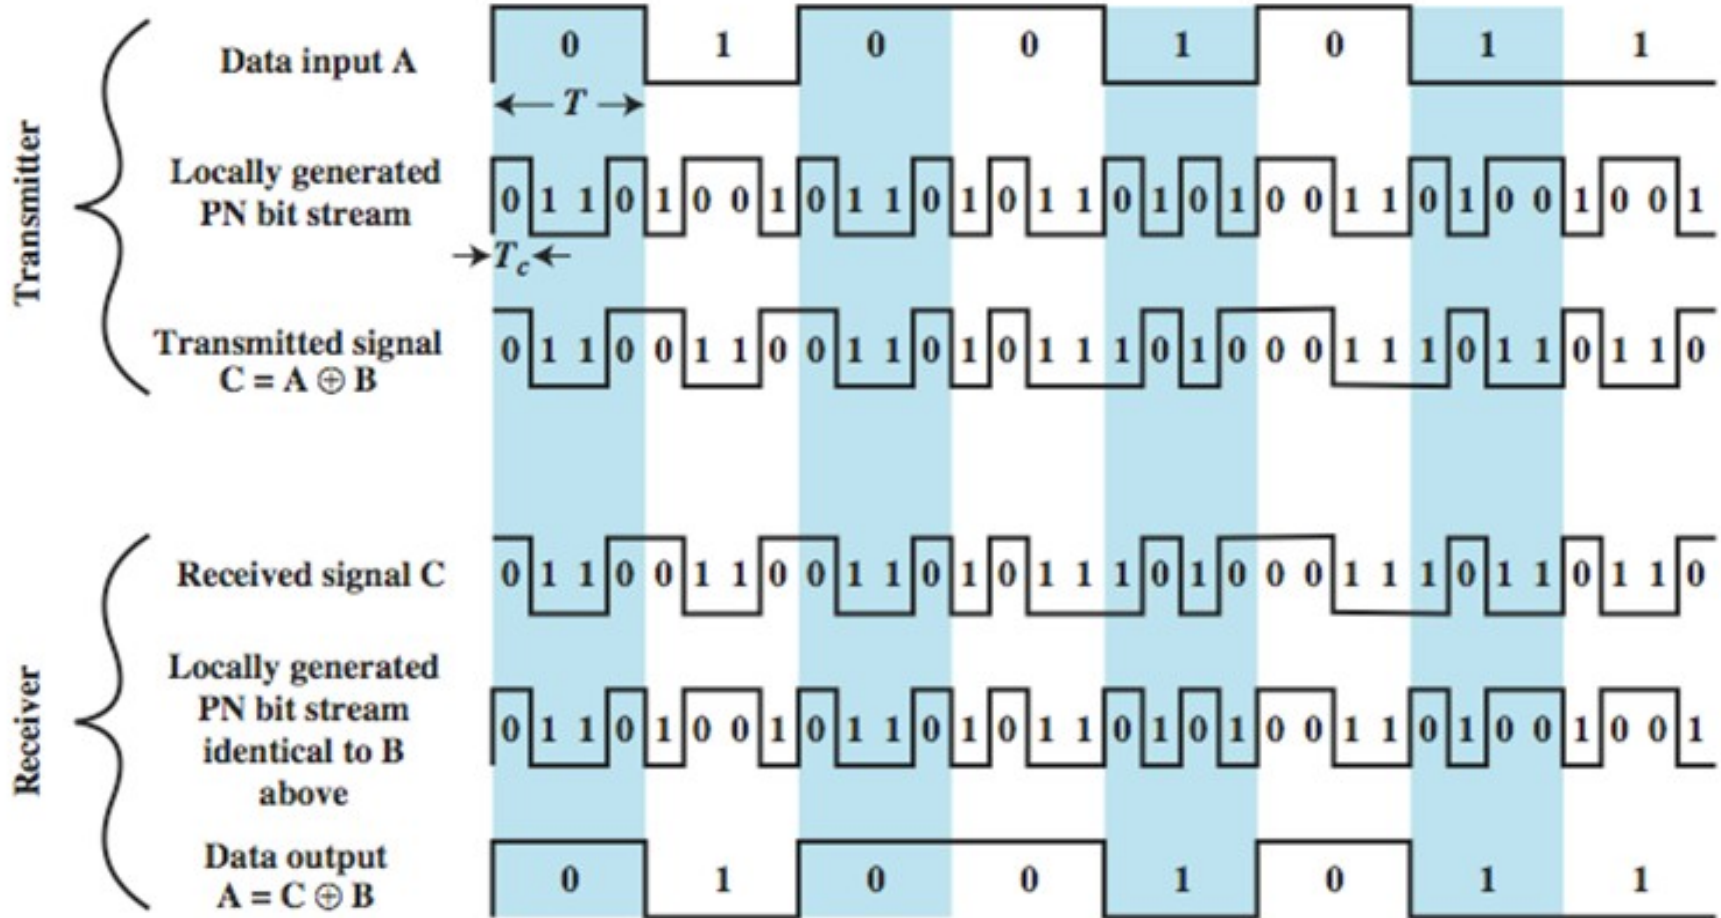 Transmitter
Data input A
0 1 0 0 1 0 1 1
T
Locally generated
PN bit stream
0 1 1 0 1 0 0 1 0 1 1 0 1 0 1 1 0 1 0 1 0 0 1 1 0 1 0 0 1 0 0 1
Tc
Transmitted signal
C = A ⊕ B
0 1 1 0 0 1 1 0 0 1 1 0 1 0 1 1 1 0 1 0 0 0 1 1 1 0 1 1 0 1 1 0
Receiver
Received signal C
0 1 1 0 0 1 1 0 0 1 1 0 1 0 1 1 1 0 1 0 0 0 1 1 1 0 1 1 0 1 1 0
Locally generated
PN bit stream
identical to B
above
0 1 1 0 1 0 0 1 0 1 1 0 1 0 1 1 0 1 0 1 0 0 1 1 0 1 0 0 1 0 0 1
Data output
A = C ⊕ B
0 1 0 0 1 0 1 1